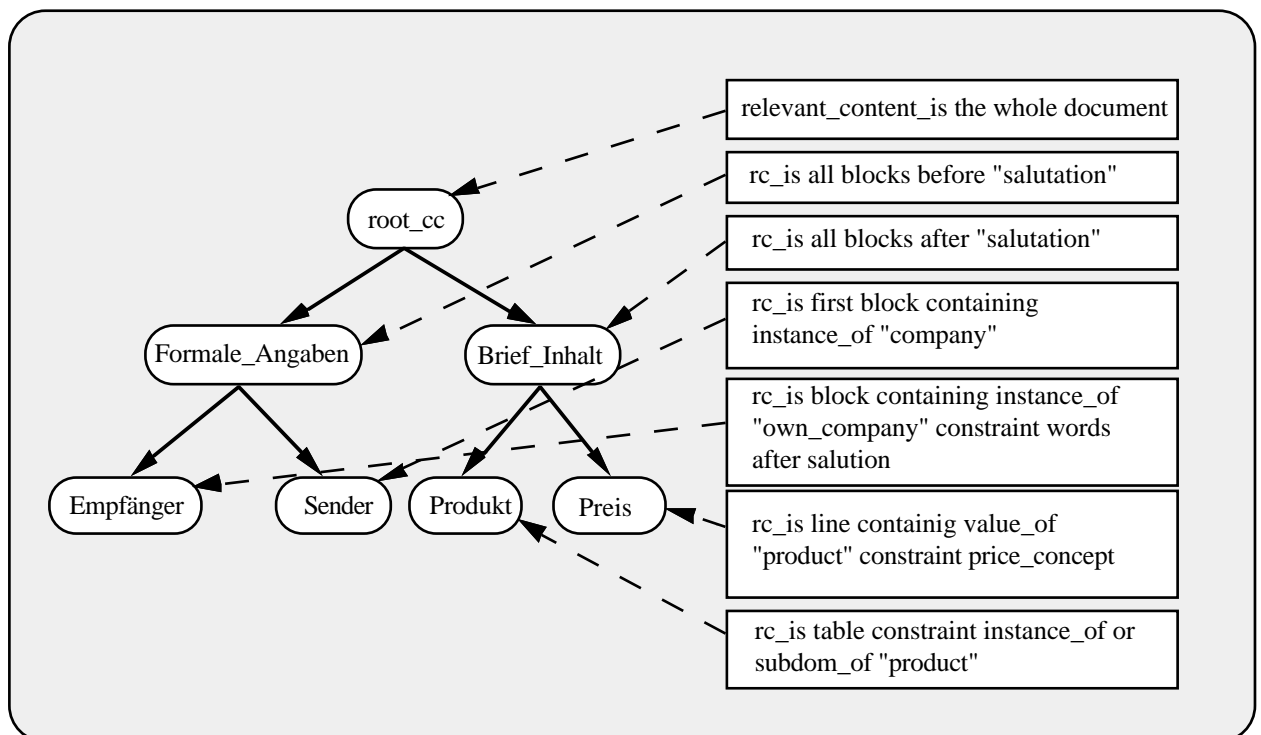 relevant_content_is the whole document
rc_is all blocks before "salutation"
root_cc
rc_is all blocks after "salutation"
rc_is first block containing
instance_of "company"
Formale_Angaben
Brief_Inhalt
rc_is block containing instance_of
"own_company" constraint words
after salution
Empfänger
Sender
Produkt
Preis
rc_is line containig value_of
"product" constraint price_concept
rc_is table constraint instance_of or
subdom_of "product"